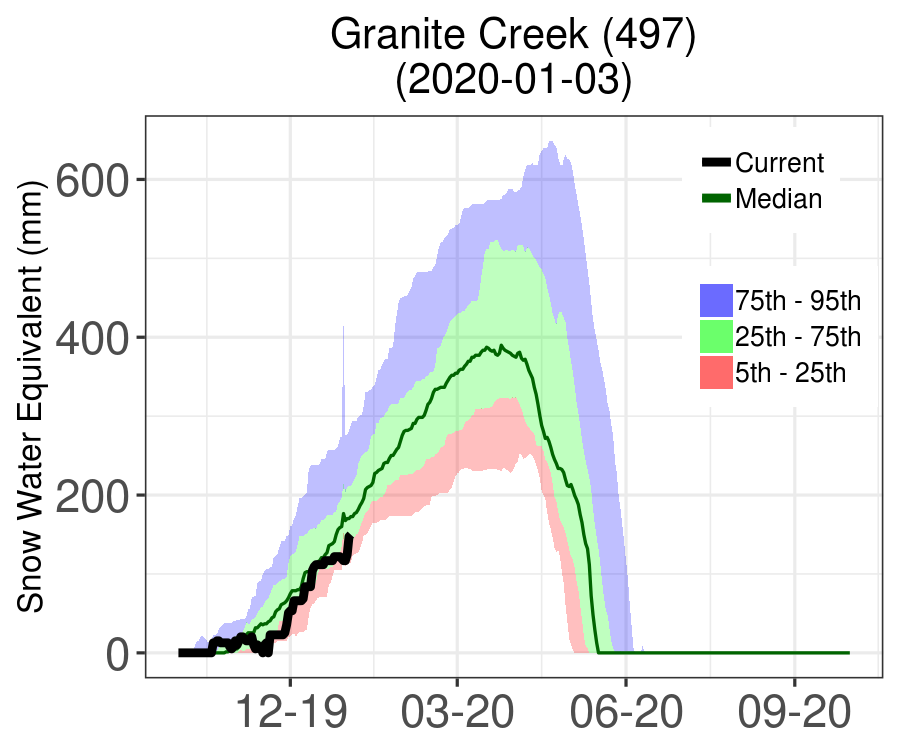 Granite Creek (497)
(2020-01-03)
Snow Water Equivalent (mm)
600
400
200
0
12-19
03-20
06-20
09-20
Current
Median
75th - 95th
25th - 75th
5th - 25th